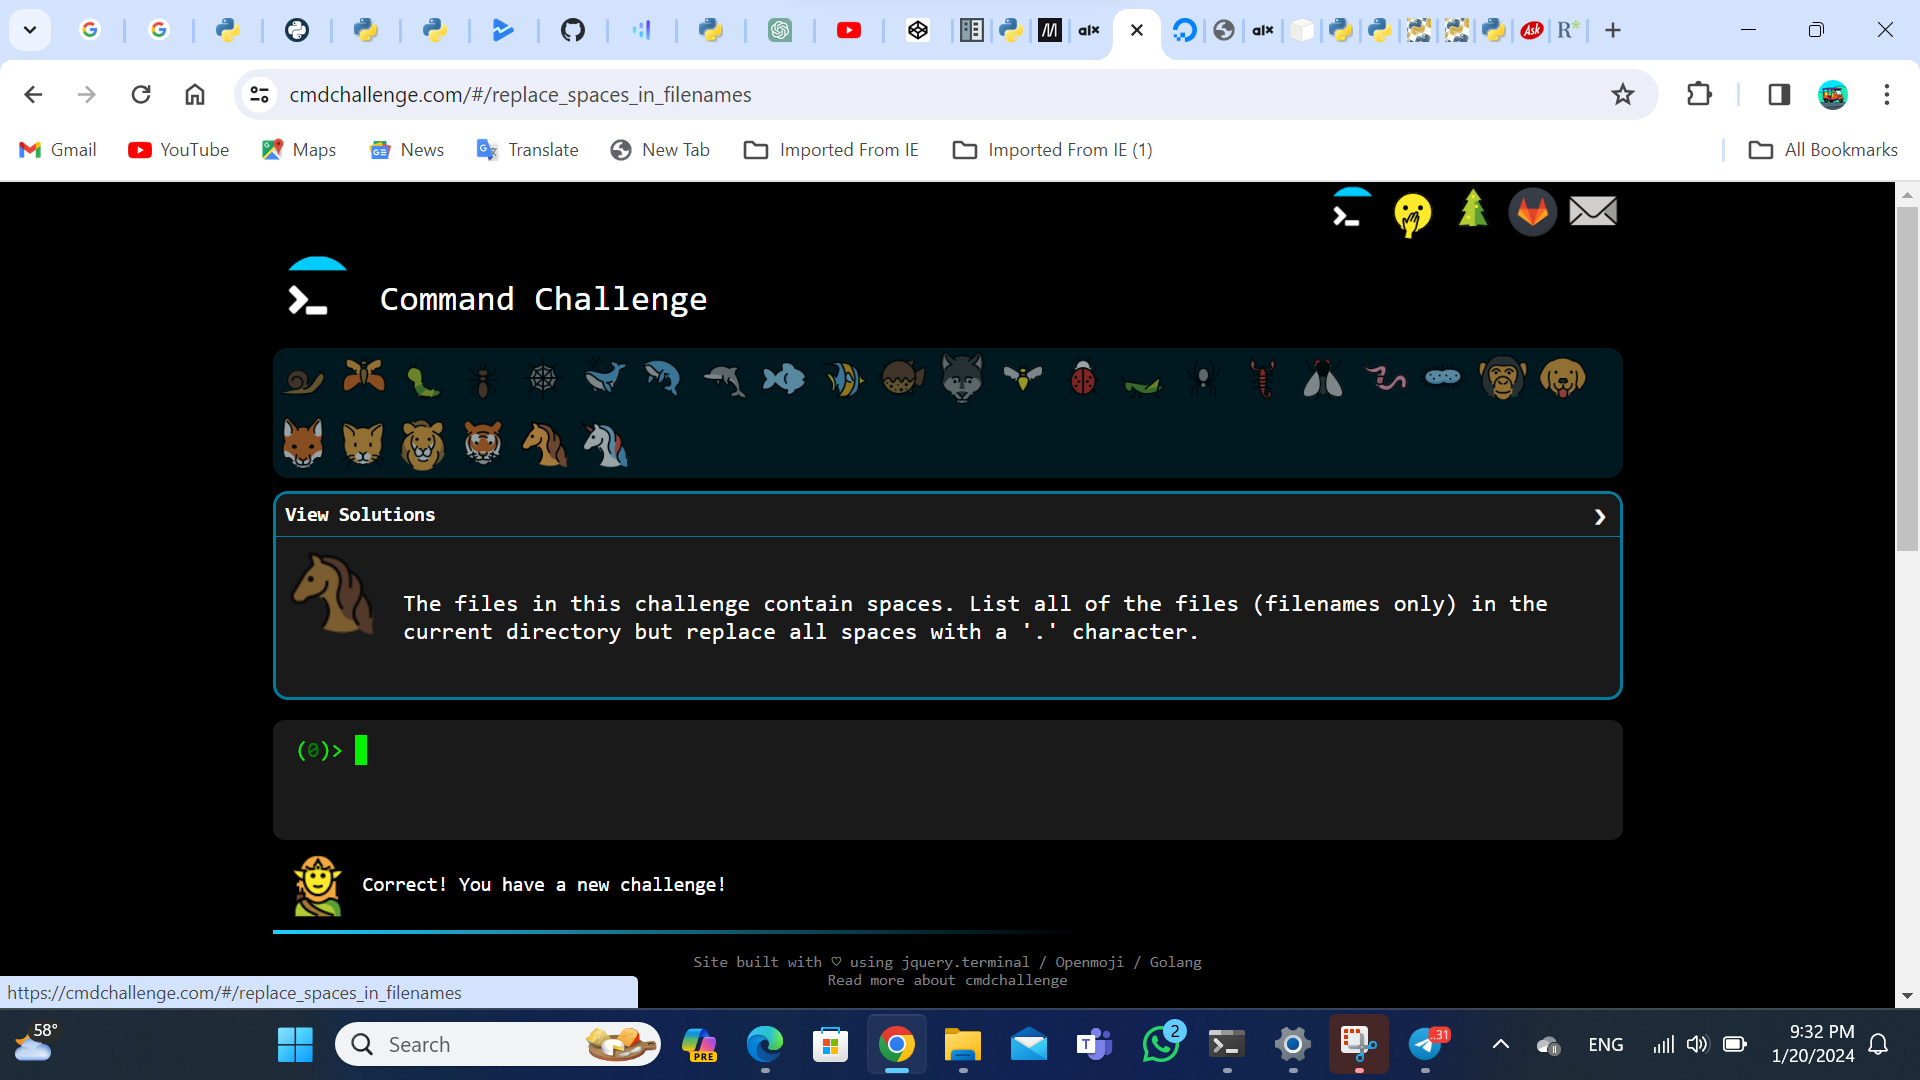 alx
alx
Ask
R*
cmdchallenge.com/#/replace_spaces_in_filenames
Gmail
YouTube
Maps
News
Translate
New Tab
Imported From IE
Imported From IE (1)
All Bookmarks
Command Challenge
View Solutions
The files in this challenge contain spaces. List all of the files (filenames only) in the
current directory but replace all spaces with a '.' character.
(0)>
Correct! You have a new challenge!
Site built with ♡ using jquery.terminal / Openmoji / Golang
Read more about cmdchallenge
https://cmdchallenge.com/#/replace_spaces_in_filenames
58°
Search
PRE
2
..31
ENG
9:32 PM
1/20/2024